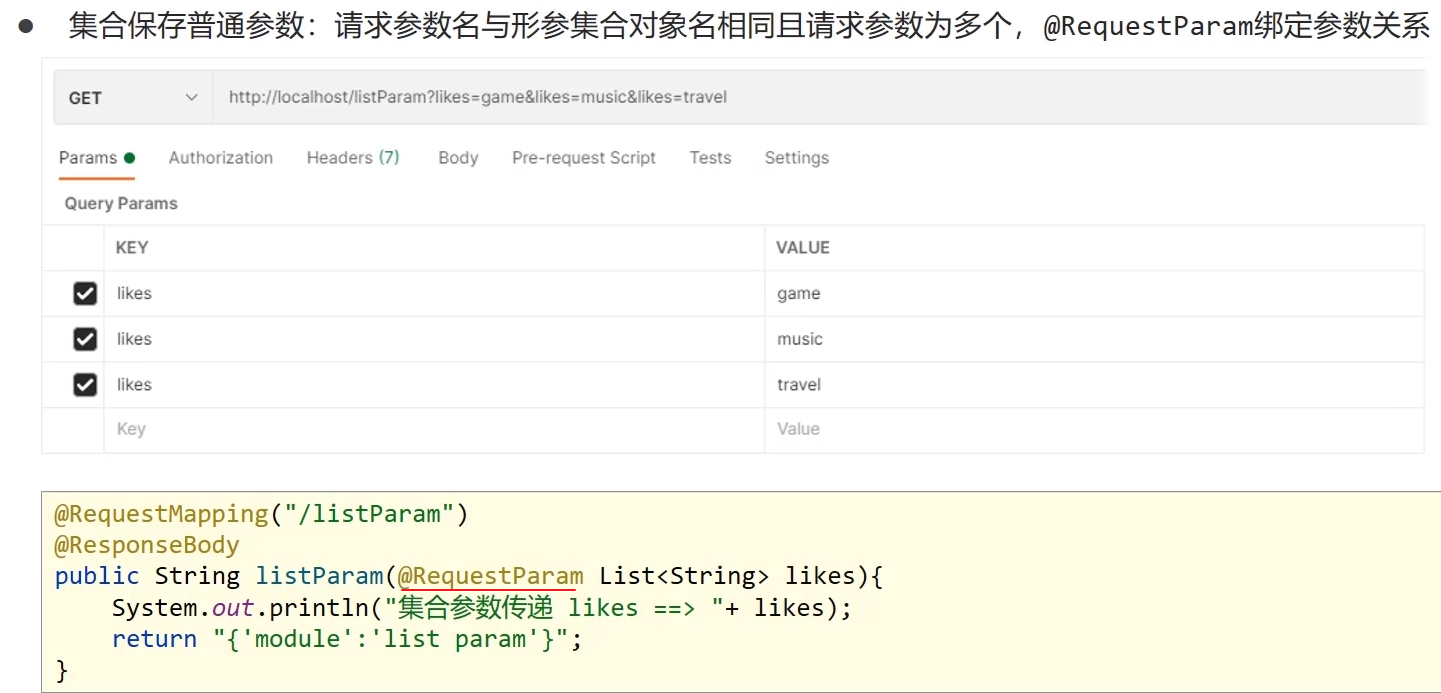 ● 集合保存普通参数：请求参数名与形参集合对象名相同且请求参数为多个，@RequestParam绑定参数关系
GET http://localhost/listParam?likes=game&likes=music&likes=travel
Params Authorization Headers (7) Body Pre-request Script Tests Settings
Query Params
KEY VALUE
likes game
likes music
likes travel
Key Value
@RequestMapping("/listParam")
@ResponseBody
public String listParam(@RequestParam List<String> likes){
    System.out.println("集合参数传递 likes ==> "+ likes);
    return "{'module':'list param'}";
}